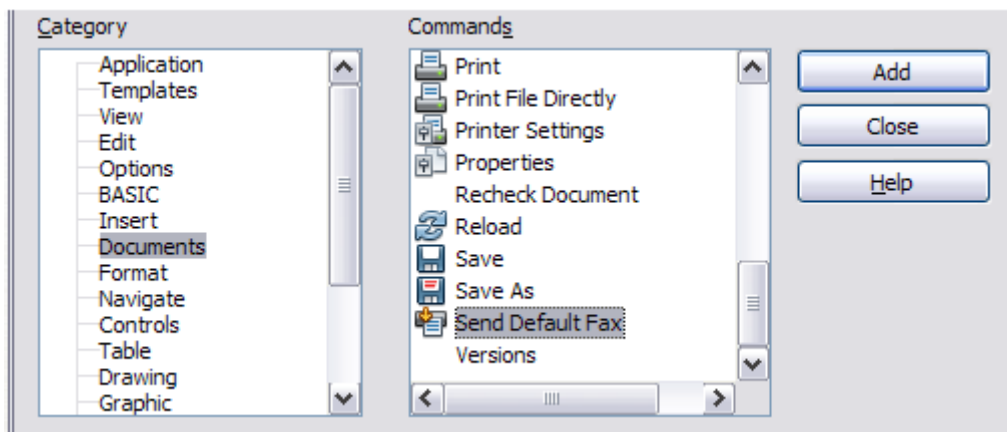 Category
Application
Templates
View
Edit
Options
BASIC
Insert
Documents
Format
Navigate
Controls
Table
Drawing
Graphic
Commands
Print
Print File Directly
Printer Settings
Properties
Recheck Document
Reload
Save
Save As
Send Default Fax
Versions
Add
Close
Help